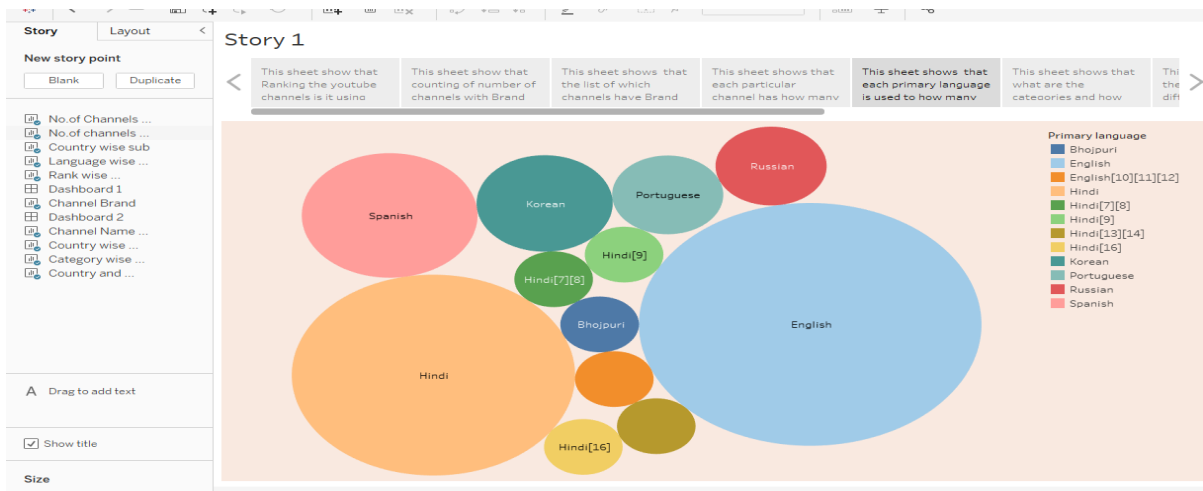 Story
Layout
<
Story 1
New story point
Blank
Duplicate
This sheet show that
Ranking the youtube
channels is it using
This sheet show that
counting of number of
channels with Brand
This sheet shows that
the list of which
channels have Brand
This sheet shows that
each particular
channel has how many
This sheet shows that
each primary language
is used to how many
This sheet shows that
what are the
categories and how
No.of Channels ...
No.of channels ...
Country wise sub
Language wise ...
Rank wise ...
Dashboard 1
Channel Brand
Dashboard 2
Channel Name ...
Country wise ...
Category wise ...
Country and ...
A Drag to add text
Show title
Size
Russian
Portuguese
Korean
Spanish
Hindi[9]
Hindi[7][8]
Bhojpuri
English
Hindi
Hindi[16]
Primary language
Bhojpuri
English
English[10][11][12]
Hindi
Hindi[7][8]
Hindi[9]
Hindi[13][14]
Hindi[16]
Korean
Portuguese
Russian
Spanish